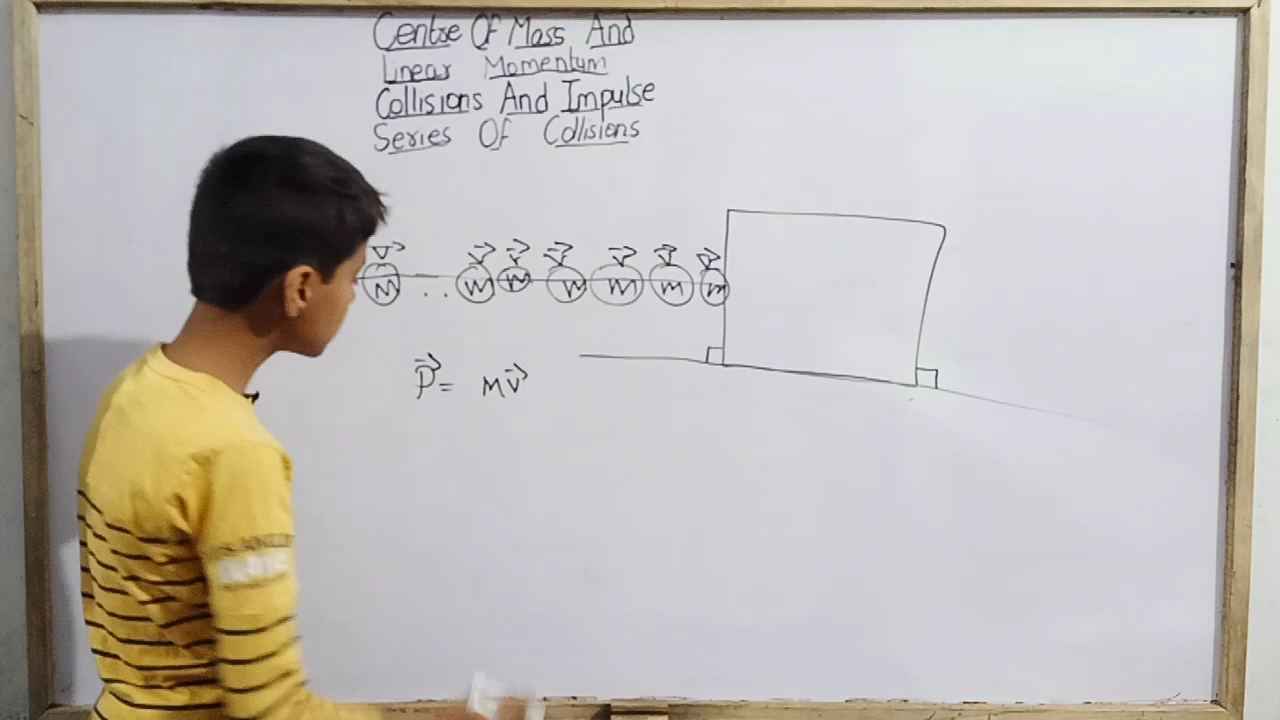 Centre Of Mass And
Linear Momentum
Collisions And Impulse
Series Of Collisions
v→ v→ v→ v→ v→ v→ v→
m .. m m m m m m
P→ = mv→